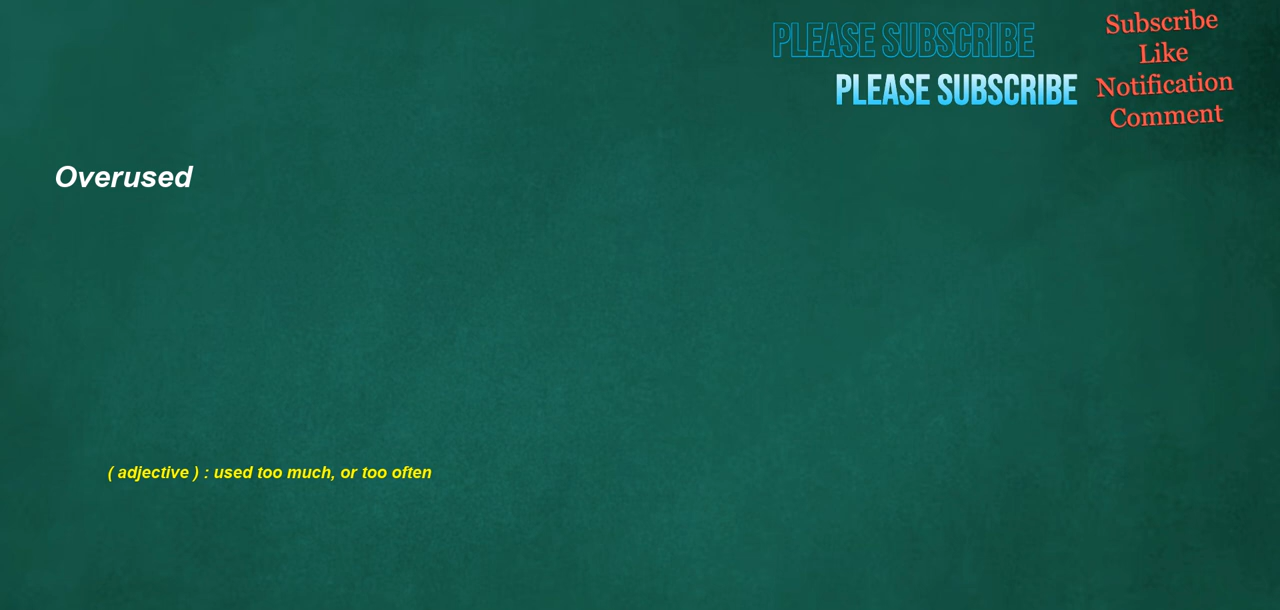 PLEASE SUBSCRIBE
PLEASE SUBSCRIBE
Subscribe
Like
Notification
Comment
Overused
( adjective ) : used too much, or too often